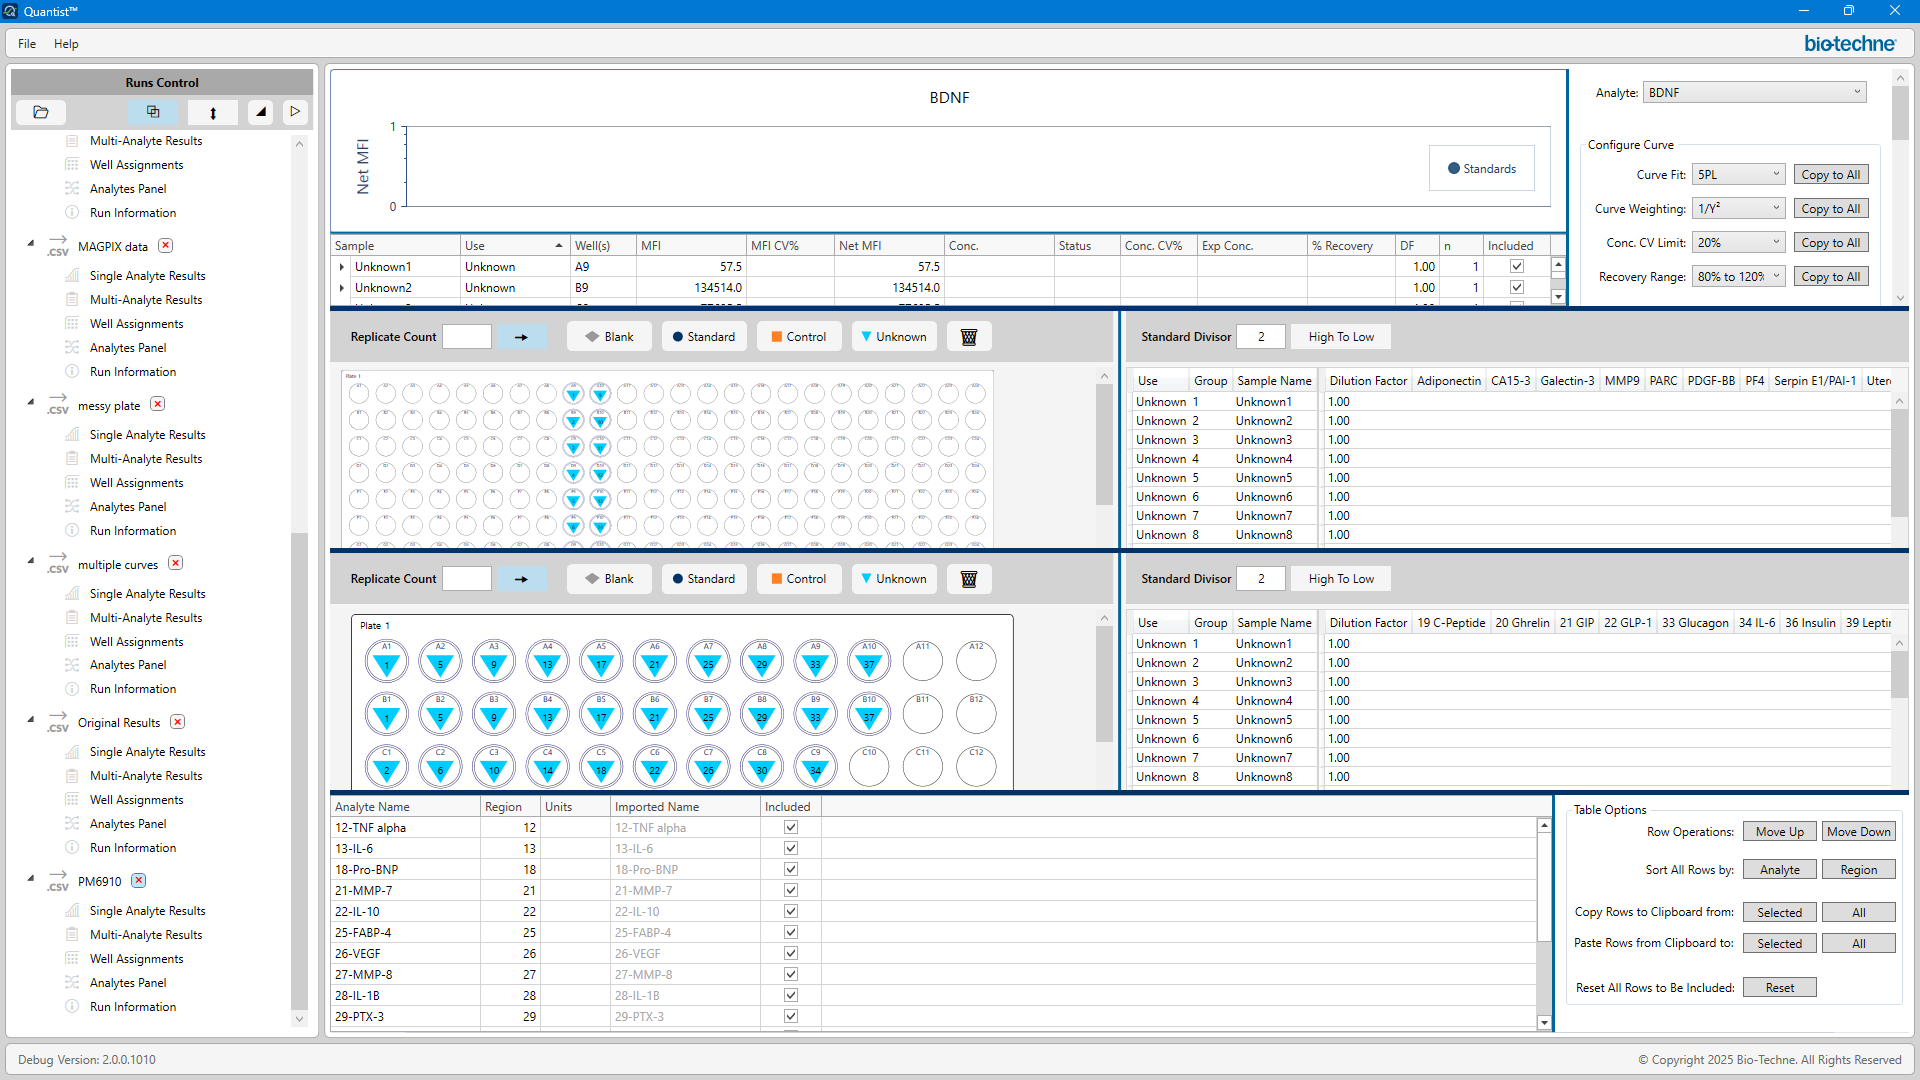 Quantist™
File Help
bio-techne
Runs Control
Multi-Analyte Results
Well Assignments
Analytes Panel
Run Information
.CSV MAGPIX data
Single Analyte Results
Multi-Analyte Results
Well Assignments
Analytes Panel
Run Information
.CSV messy plate
Single Analyte Results
Multi-Analyte Results
Well Assignments
Analytes Panel
Run Information
.CSV multiple curves
Single Analyte Results
Multi-Analyte Results
Well Assignments
Analytes Panel
Run Information
.CSV Original Results
Single Analyte Results
Multi-Analyte Results
Well Assignments
Analytes Panel
Run Information
.CSV PM6910
Single Analyte Results
Multi-Analyte Results
Well Assignments
Analytes Panel
Run Information
BDNF
Net MFI
1
0
Standards
Analyte: BDNF
Configure Curve
Curve Fit: 5PL Copy to All
Curve Weighting: 1/Y² Copy to All
Conc. CV Limit: 20% Copy to All
Recovery Range: 80% to 120% Copy to All
Sample Use Well(s) MFI MFI CV% Net MFI Conc. Status Conc. CV% Exp Conc. % Recovery DF n Included
Unknown1 Unknown A9 57.5 57.5 1.00 1
Unknown2 Unknown B9 134514.0 134514.0 1.00 1
Replicate Count Blank Standard Control Unknown
Standard Divisor 2 High To Low
Plate 1
Use Group Sample Name Dilution Factor Adiponectin CA15-3 Galectin-3 MMP9 PARC PDGF-BB PF4 Serpin E1/PAI-1 Uter
Unknown 1 Unknown1 1.00
Unknown 2 Unknown2 1.00
Unknown 3 Unknown3 1.00
Unknown 4 Unknown4 1.00
Unknown 5 Unknown5 1.00
Unknown 6 Unknown6 1.00
Unknown 7 Unknown7 1.00
Unknown 8 Unknown8 1.00
Replicate Count Blank Standard Control Unknown
Standard Divisor 2 High To Low
Plate 1
A1 A2 A3 A4 A5 A6 A7 A8 A9 A10 A11 A12
1 5 9 13 17 21 25 29 33 37
B1 B2 B3 B4 B5 B6 B7 B8 B9 B10 B11 B12
1 5 9 13 17 21 25 29 33 37
C1 C2 C3 C4 C5 C6 C7 C8 C9 C10 C11 C12
2 6 10 14 18 22 26 30 34
Use Group Sample Name Dilution Factor 19 C-Peptide 20 Ghrelin 21 GIP 22 GLP-1 33 Glucagon 34 IL-6 36 Insulin 39 Leptin
Unknown 1 Unknown1 1.00
Unknown 2 Unknown2 1.00
Unknown 3 Unknown3 1.00
Unknown 4 Unknown4 1.00
Unknown 5 Unknown5 1.00
Unknown 6 Unknown6 1.00
Unknown 7 Unknown7 1.00
Unknown 8 Unknown8 1.00
Analyte Name Region Units Imported Name Included
12-TNF alpha 12 12-TNF alpha
13-IL-6 13 13-IL-6
18-Pro-BNP 18 18-Pro-BNP
21-MMP-7 21 21-MMP-7
22-IL-10 22 22-IL-10
25-FABP-4 25 25-FABP-4
26-VEGF 26 26-VEGF
27-MMP-8 27 27-MMP-8
28-IL-1B 28 28-IL-1B
29-PTX-3 29 29-PTX-3
Table Options
Row Operations: Move Up Move Down
Sort All Rows by: Analyte Region
Copy Rows to Clipboard from: Selected All
Paste Rows from Clipboard to: Selected All
Reset All Rows to Be Included: Reset
Debug Version: 2.0.0.1010
© Copyright 2025 Bio-Techne. All Rights Reserved